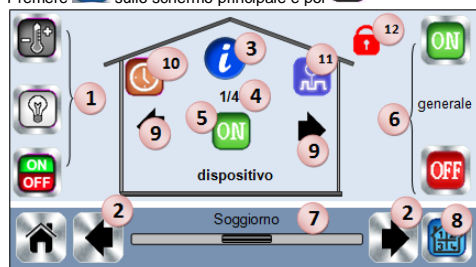 Premere sullo schermo principale e poi
ON
12
3
11
10
1/4
4
1
generale
5
ON
6
9
9
ON
OFF
dispositivo
OFF
2
Soggiorno
7
2
8